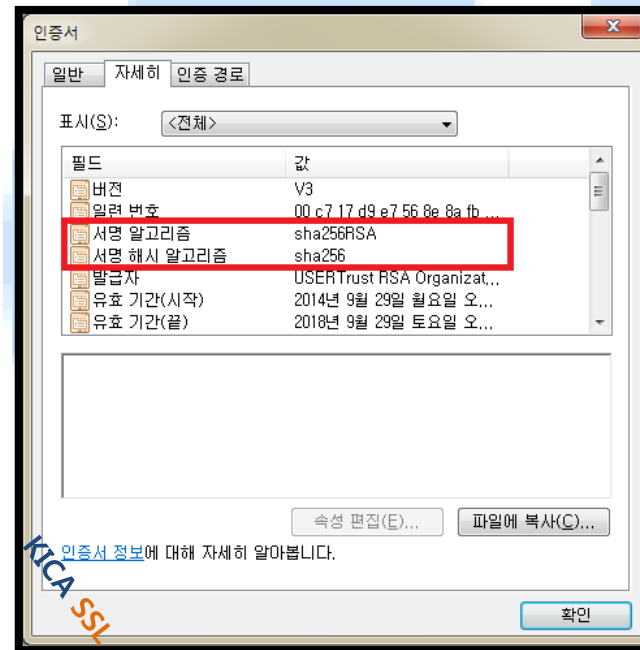 인증서
일반 자세히 인증 경로
표시(S): <전체>
필드 값
버전 V3
일련 번호 00 c7 17 d9 e7 56 8e 8a fb ...
서명 알고리즘 sha256RSA
서명 해시 알고리즘 sha256
발급자 USERTrust RSA Organizat...
유효 기간(시작) 2014년 9월 29일 월요일 오...
유효 기간(끝) 2018년 9월 29일 토요일 오...
속성 편집(E)... 파일에 복사(C)...
인증서 정보에 대해 자세히 알아봅니다.
KICA SSL
확인